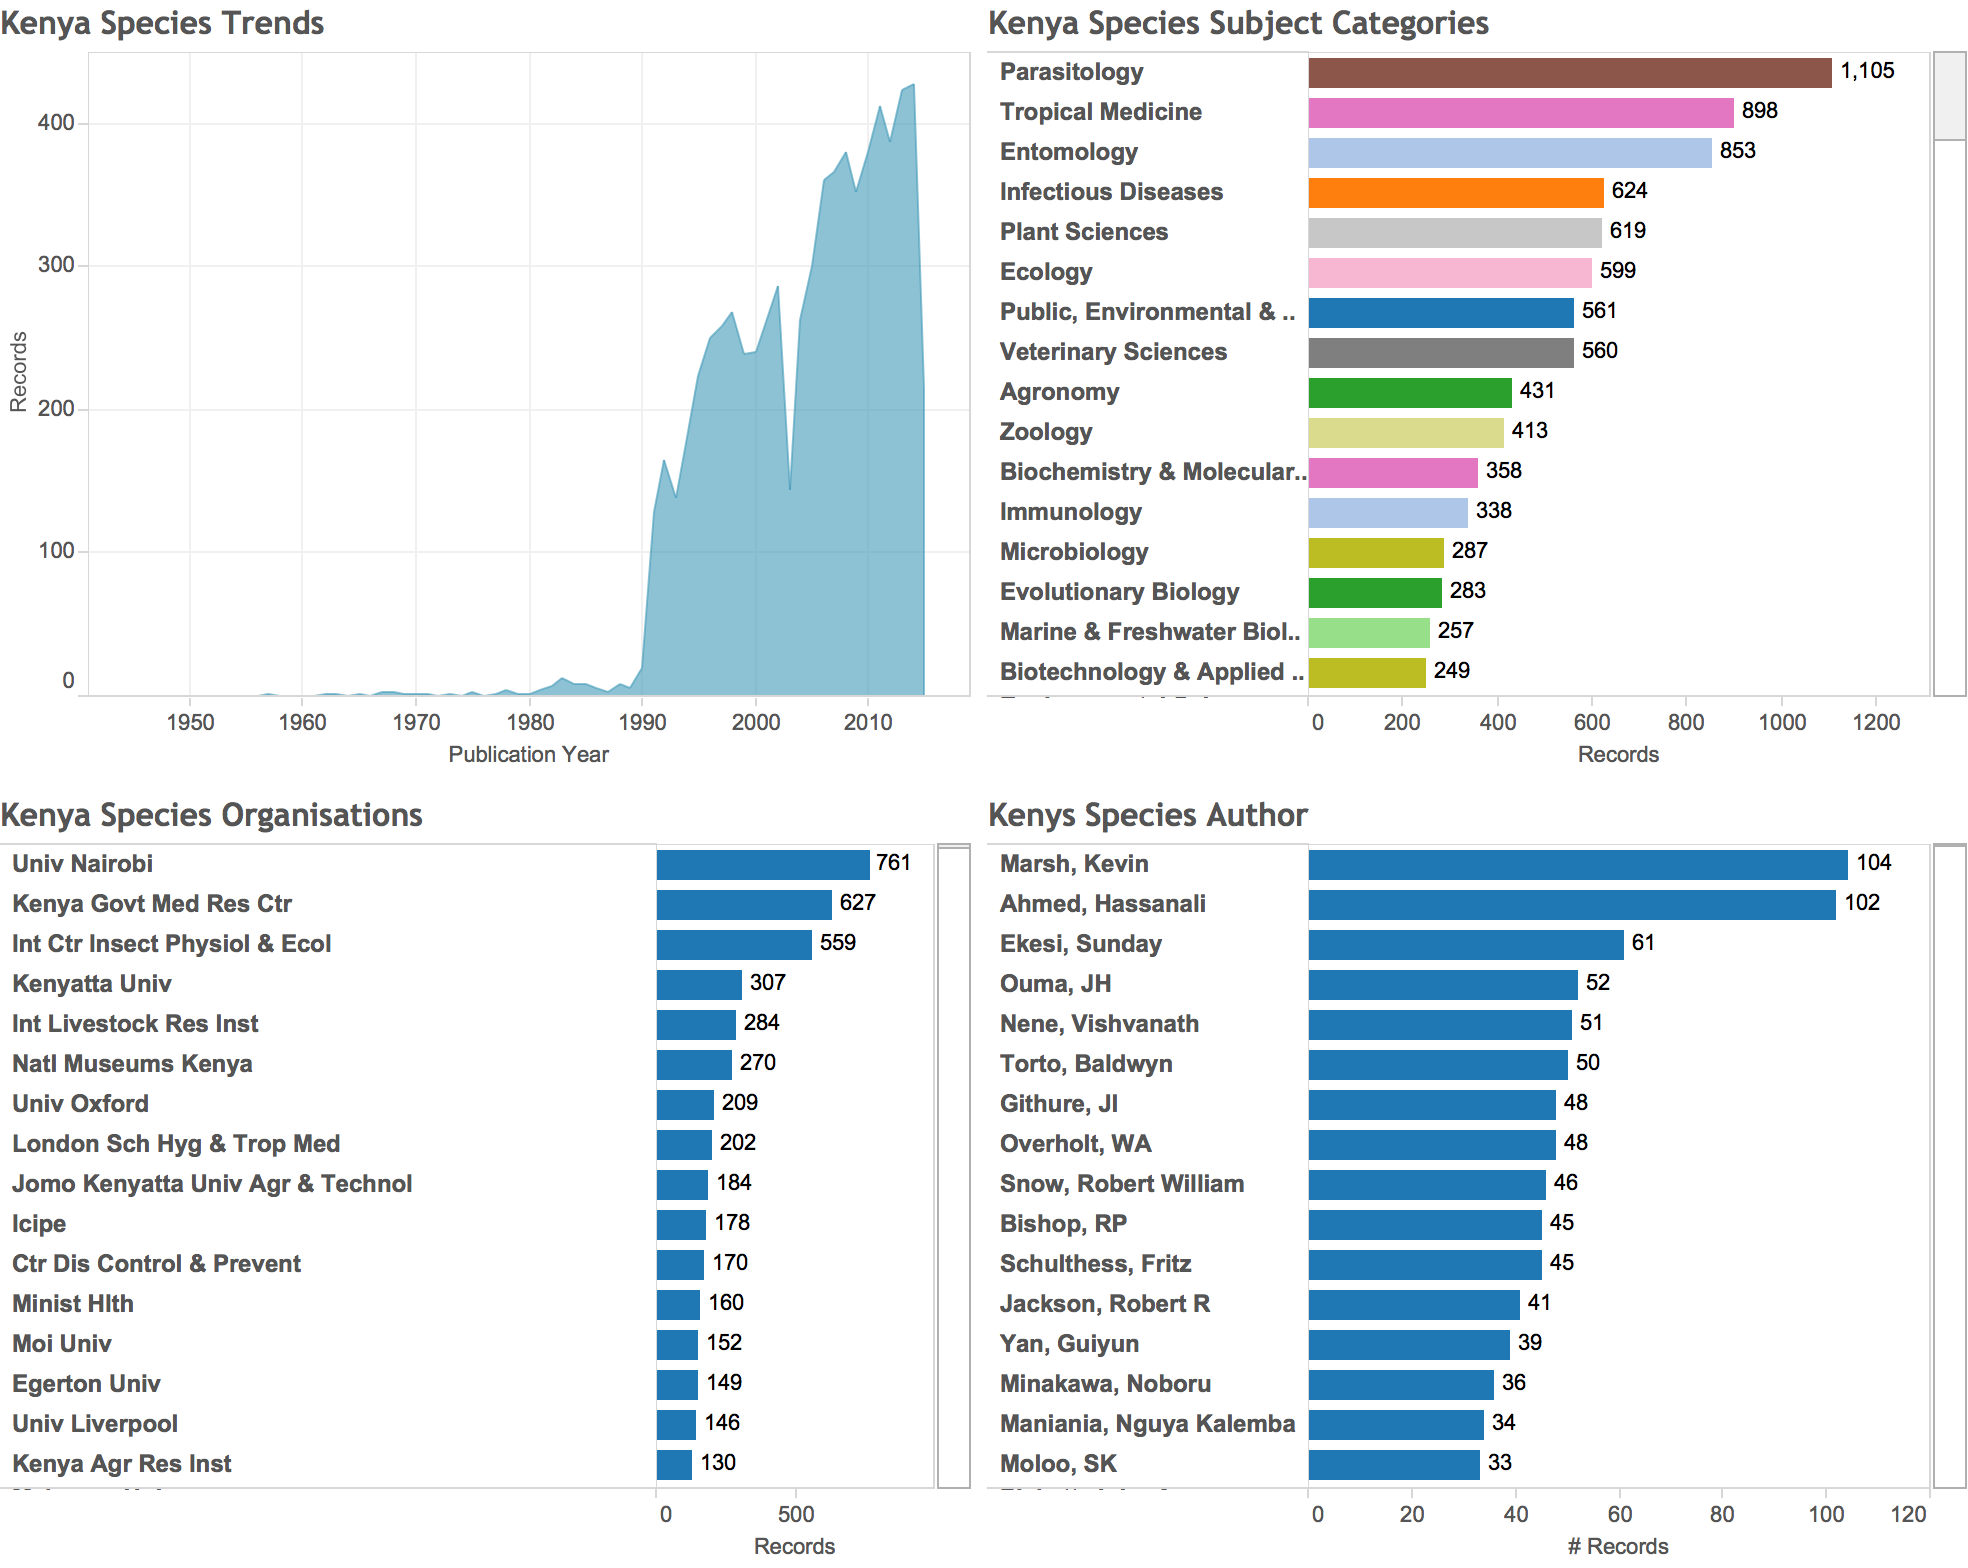 Kenya Species Trends
400
300
200
100
0
Records
1950 1960 1970 1980 1990 2000 2010
Publication Year
Kenya Species Subject Categories
Parasitology 1,105
Tropical Medicine 898
Entomology 853
Infectious Diseases 624
Plant Sciences 619
Ecology 599
Public, Environmental & .. 561
Veterinary Sciences 560
Agronomy 431
Zoology 413
Biochemistry & Molecular.. 358
Immunology 338
Microbiology 287
Evolutionary Biology 283
Marine & Freshwater Biol.. 257
Biotechnology & Applied .. 249
0 200 400 600 800 1000 1200
Records
Kenya Species Organisations
Univ Nairobi 761
Kenya Govt Med Res Ctr 627
Int Ctr Insect Physiol & Ecol 559
Kenyatta Univ 307
Int Livestock Res Inst 284
Natl Museums Kenya 270
Univ Oxford 209
London Sch Hyg & Trop Med 202
Jomo Kenyatta Univ Agr & Technol 184
Icipe 178
Ctr Dis Control & Prevent 170
Minist Hlth 160
Moi Univ 152
Egerton Univ 149
Univ Liverpool 146
Kenya Agr Res Inst 130
0 500
Records
Kenys Species Author
Marsh, Kevin 104
Ahmed, Hassanali 102
Ekesi, Sunday 61
Ouma, JH 52
Nene, Vishvanath 51
Torto, Baldwyn 50
Githure, JI 48
Overholt, WA 48
Snow, Robert William 46
Bishop, RP 45
Schulthess, Fritz 45
Jackson, Robert R 41
Yan, Guiyun 39
Minakawa, Noboru 36
Maniania, Nguya Kalemba 34
Moloo, SK 33
0 20 40 60 80 100 120
# Records